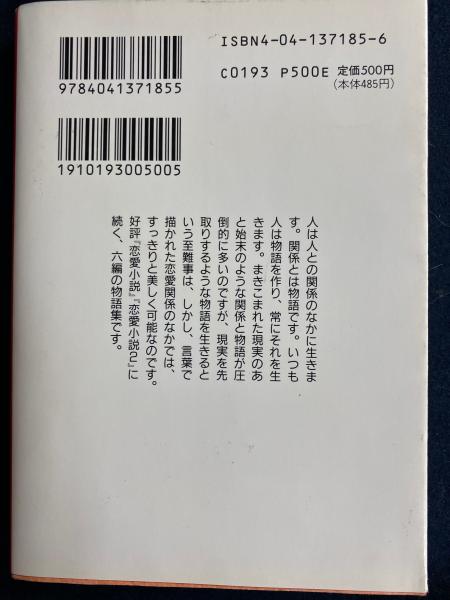 ISBN4-04-137185-6
C0193 P500E 定価500円
(本体485円)
9784041371855
1910193005005
人は人との関係のなかに生きま
す。関係とは物語です。いつも
人は物語を作り、常にそれを生
きます。まきこまれた現実のあ
と始末のような関係と物語が圧
倒的に多いのですが、現実を先
取りするような物語を生きると
いう至難事は、しかし、言葉で
描かれた恋愛関係のなかでは、
すっきりと美しく可能なのです。
好評『恋愛小説』『恋愛小説2』に
続く、六編の物語集です。